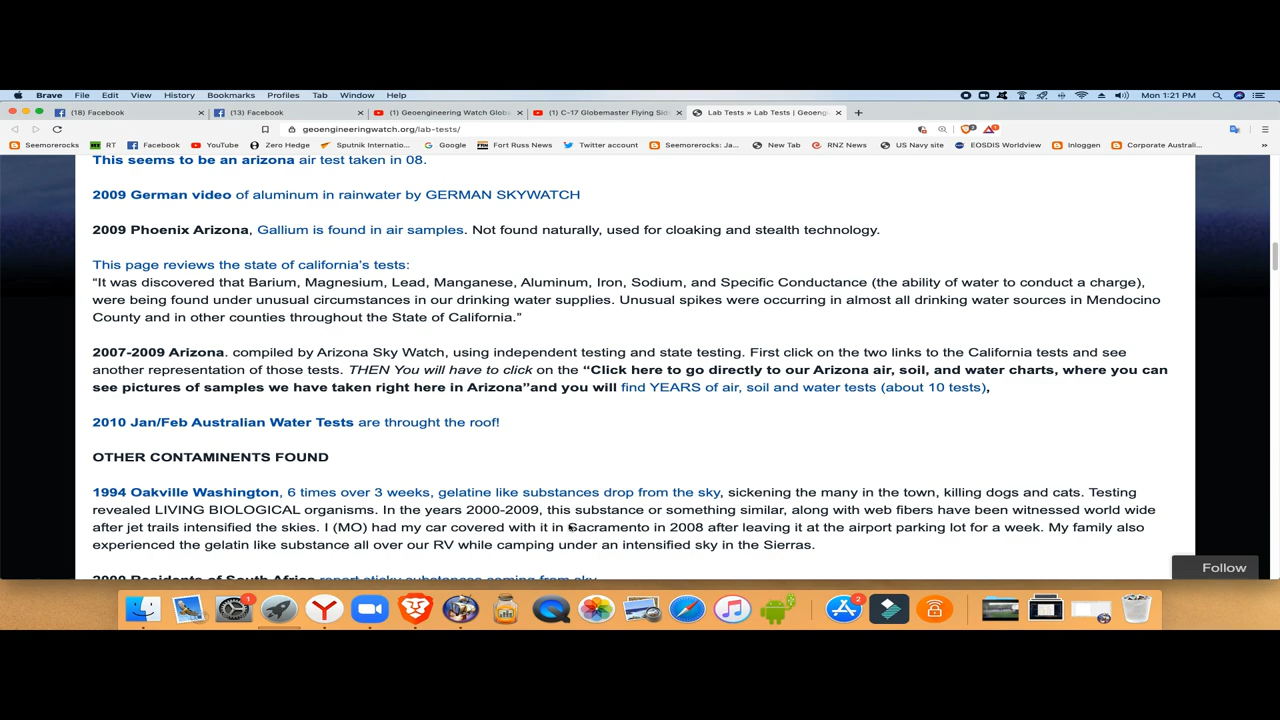 Brave File Edit View History Bookmarks Profiles Tab Window Help Mon 1:21 PM
(18) Facebook (13) Facebook (1) Geoengineering Watch Glob (1) C-17 Globemaster Flying Sid Lab Tests » Lab Tests | Geoeng
geoengineeringwatch.org/lab-tests/
Seemorerocks RT Facebook YouTube Zero Hedge Sputnik Internatio... Google Fort Russ News Twitter account Seemorerocks: Ja... New Tab RNZ News US Navy site EOSDIS Worldview Inloggen Corporate Australi... »
This seems to be an arizona air test taken in 08.
2009 German video of aluminum in rainwater by GERMAN SKYWATCH
2009 Phoenix Arizona, Gallium is found in air samples. Not found naturally, used for cloaking and stealth technology.
This page reviews the state of california's tests:
“It was discovered that Barium, Magnesium, Lead, Manganese, Aluminum, Iron, Sodium, and Specific Conductance (the ability of water to conduct a charge),
were being found under unusual circumstances in our drinking water supplies. Unusual spikes were occurring in almost all drinking water sources in Mendocino
County and in other counties throughout the State of California.”
2007-2009 Arizona. compiled by Arizona Sky Watch, using independent testing and state testing. First click on the two links to the California tests and see
another representation of those tests. THEN You will have to click on the “Click here to go directly to our Arizona air, soil, and water charts, where you can
see pictures of samples we have taken right here in Arizona”and you will find YEARS of air, soil and water tests (about 10 tests),
2010 Jan/Feb Australian Water Tests are throught the roof!
OTHER CONTAMINENTS FOUND
1994 Oakville Washington, 6 times over 3 weeks, gelatine like substances drop from the sky, sickening the many in the town, killing dogs and cats. Testing
revealed LIVING BIOLOGICAL organisms. In the years 2000-2009, this substance or something similar, along with web fibers have been witnessed world wide
after jet trails intensified the skies. I (MO) had my car covered with it in Sacramento in 2008 after leaving it at the airport parking lot for a week. My family also
experienced the gelatin like substance all over our RV while camping under an intensified sky in the Sierras.
Follow
2009 Residents of South Africa report sticky substances coming from sky
1 2